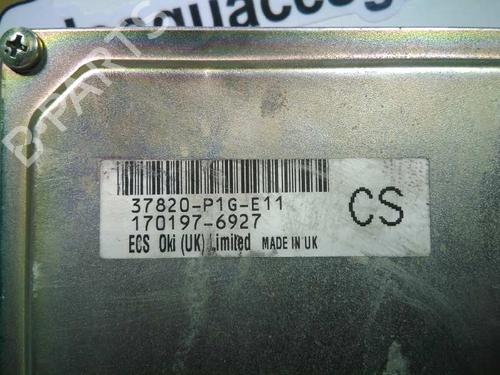 B-PARTS
37820-P1G-E11
170197-6927
ECS Oki (UK) Limited MADE IN UK
CS